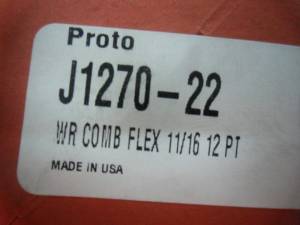 Proto
J1270-22
WR COMB FLEX 11/16 12 PT
MADE IN USA